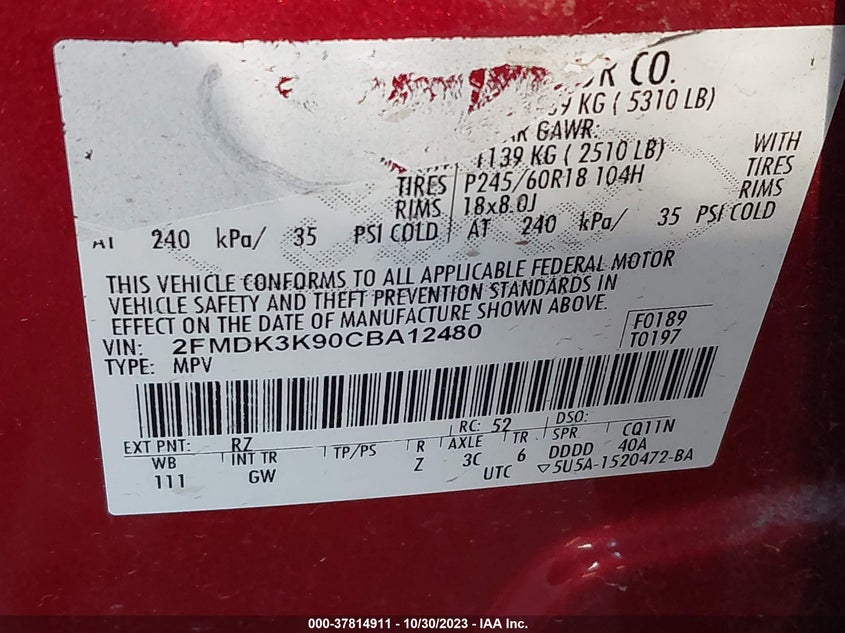 CO.
KG ( 5310 LB)
GAWR:
1139 KG ( 2510 LB) WITH
TIRES P245/60R18 104H TIRES
RIMS 18x8.0J RIMS
AT 240 kPa/ 35 PSI COLD AT 240 kPa/ 35 PSI COLD
THIS VEHICLE CONFORMS TO ALL APPLICABLE FEDERAL MOTOR
VEHICLE SAFETY AND THEFT PREVENTION STANDARDS IN
EFFECT ON THE DATE OF MANUFACTURE SHOWN ABOVE.
VIN: 2FMDK3K90CBA12480
TYPE: MPV
F0189
T0197
RC: 52 DSO:
EXT PNT: RZ
WB INT TR TP/PS R AXLE TR SPR CQ11N
111 GW Z 3C 6 DDDD 40A
UTC ▽5U5A-1520472-BA
000-37814911 - 10/30/2023 - IAA Inc.